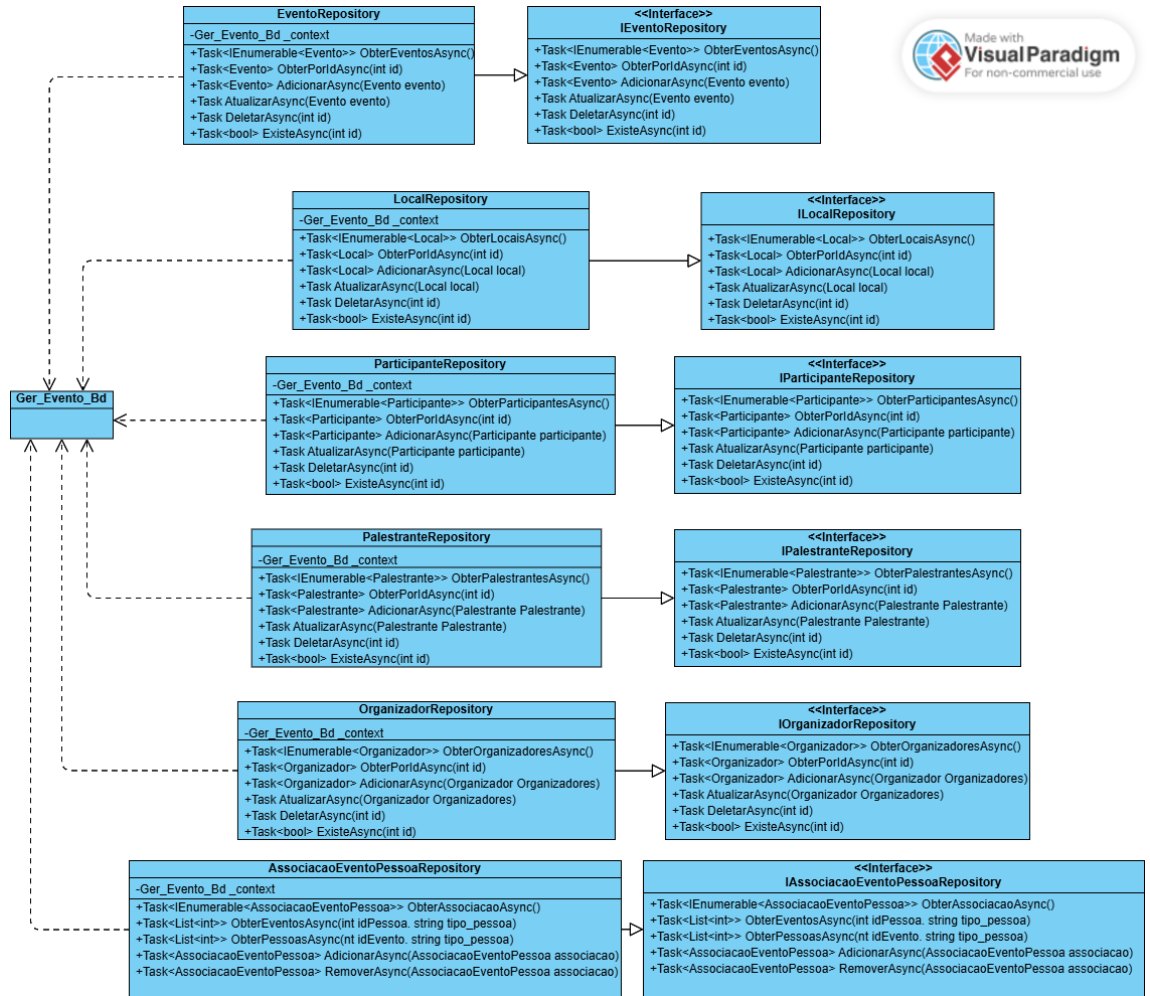 EventoRepository
-Ger_Evento_Bd _context
+Task<IEnumerable<Evento>> ObterEventosAsync()
+Task<Evento> ObterPorIdAsync(int id)
+Task<Evento> AdicionarAsync(Evento evento)
+Task AtualizarAsync(Evento evento)
+Task DeletarAsync(int id)
+Task<bool> ExisteAsync(int id)
<<Interface>>
IEventoRepository
+Task<IEnumerable<Evento>> ObterEventosAsync()
+Task<Evento> ObterPorIdAsync(int id)
+Task<Evento> AdicionarAsync(Evento evento)
+Task AtualizarAsync(Evento evento)
+Task DeletarAsync(int id)
+Task<bool> ExisteAsync(int id)
Made with
Visual Paradigm
For non-commercial use
LocalRepository
-Ger_Evento_Bd _context
+Task<IEnumerable<Local>> ObterLocaisAsync()
+Task<Local> ObterPorIdAsync(int id)
+Task<Local> AdicionarAsync(Local local)
+Task AtualizarAsync(Local local)
+Task DeletarAsync(int id)
+Task<bool> ExisteAsync(int id)
<<Interface>>
ILocalRepository
+Task<IEnumerable<Local>> ObterLocaisAsync()
+Task<Local> ObterPorIdAsync(int id)
+Task<Local> AdicionarAsync(Local local)
+Task AtualizarAsync(Local local)
+Task DeletarAsync(int id)
+Task<bool> ExisteAsync(int id)
Ger_Evento_Bd
ParticipanteRepository
-Ger_Evento_Bd _context
+Task<IEnumerable<Participante>> ObterParticipantesAsync()
+Task<Participante> ObterPorIdAsync(int id)
+Task<Participante> AdicionarAsync(Participante participante)
+Task AtualizarAsync(Participante participante)
+Task DeletarAsync(int id)
+Task<bool> ExisteAsync(int id)
<<Interface>>
IParticipanteRepository
+Task<IEnumerable<Participante>> ObterParticipantesAsync()
+Task<Participante> ObterPorIdAsync(int id)
+Task<Participante> AdicionarAsync(Participante participante)
+Task AtualizarAsync(Participante participante)
+Task DeletarAsync(int id)
+Task<bool> ExisteAsync(int id)
PalestranteRepository
-Ger_Evento_Bd _context
+Task<IEnumerable<Palestrante>> ObterPalestrantesAsync()
+Task<Palestrante> ObterPorIdAsync(int id)
+Task<Palestrante> AdicionarAsync(Palestrante Palestrante)
+Task AtualizarAsync(Palestrante Palestrante)
+Task DeletarAsync(int id)
+Task<bool> ExisteAsync(int id)
<<Interface>>
IPalestranteRepository
+Task<IEnumerable<Palestrante>> ObterPalestrantesAsync()
+Task<Palestrante> ObterPorIdAsync(int id)
+Task<Palestrante> AdicionarAsync(Palestrante Palestrante)
+Task AtualizarAsync(Palestrante Palestrante)
+Task DeletarAsync(int id)
+Task<bool> ExisteAsync(int id)
OrganizadorRepository
-Ger_Evento_Bd _context
+Task<IEnumerable<Organizador>> ObterOrganizadoresAsync()
+Task<Organizador> ObterPorIdAsync(int id)
+Task<Organizador> AdicionarAsync(Organizador Organizadores)
+Task AtualizarAsync(Organizador Organizadores)
+Task DeletarAsync(int id)
+Task<bool> ExisteAsync(int id)
<<Interface>>
IOrganizadorRepository
+Task<IEnumerable<Organizador>> ObterOrganizadoresAsync()
+Task<Organizador> ObterPorIdAsync(int id)
+Task<Organizador> AdicionarAsync(Organizador Organizadores)
+Task AtualizarAsync(Organizador Organizadores)
+Task DeletarAsync(int id)
+Task<bool> ExisteAsync(int id)
AssociacaoEventoPessoaRepository
-Ger_Evento_Bd _context
+Task<IEnumerable<AssociacaoEventoPessoa>> ObterAssociacaoAsync()
+Task<List<int>> ObterEventosAsync(int idPessoa. string tipo_pessoa)
+Task<List<int>> ObterPessoasAsync(nt idEvento. string tipo_pessoa)
+Task<AssociacaoEventoPessoa> AdicionarAsync(AssociacaoEventoPessoa associacao)
+Task<AssociacaoEventoPessoa> RemoverAsync(AssociacaoEventoPessoa associacao)
<<Interface>>
IAssociacaoEventoPessoaRepository
+Task<IEnumerable<AssociacaoEventoPessoa>> ObterAssociacaoAsync()
+Task<List<int>> ObterEventosAsync(int idPessoa. string tipo_pessoa)
+Task<List<int>> ObterPessoasAsync(nt idEvento. string tipo_pessoa)
+Task<AssociacaoEventoPessoa> AdicionarAsync(AssociacaoEventoPessoa associacao)
+Task<AssociacaoEventoPessoa> RemoverAsync(AssociacaoEventoPessoa associacao)